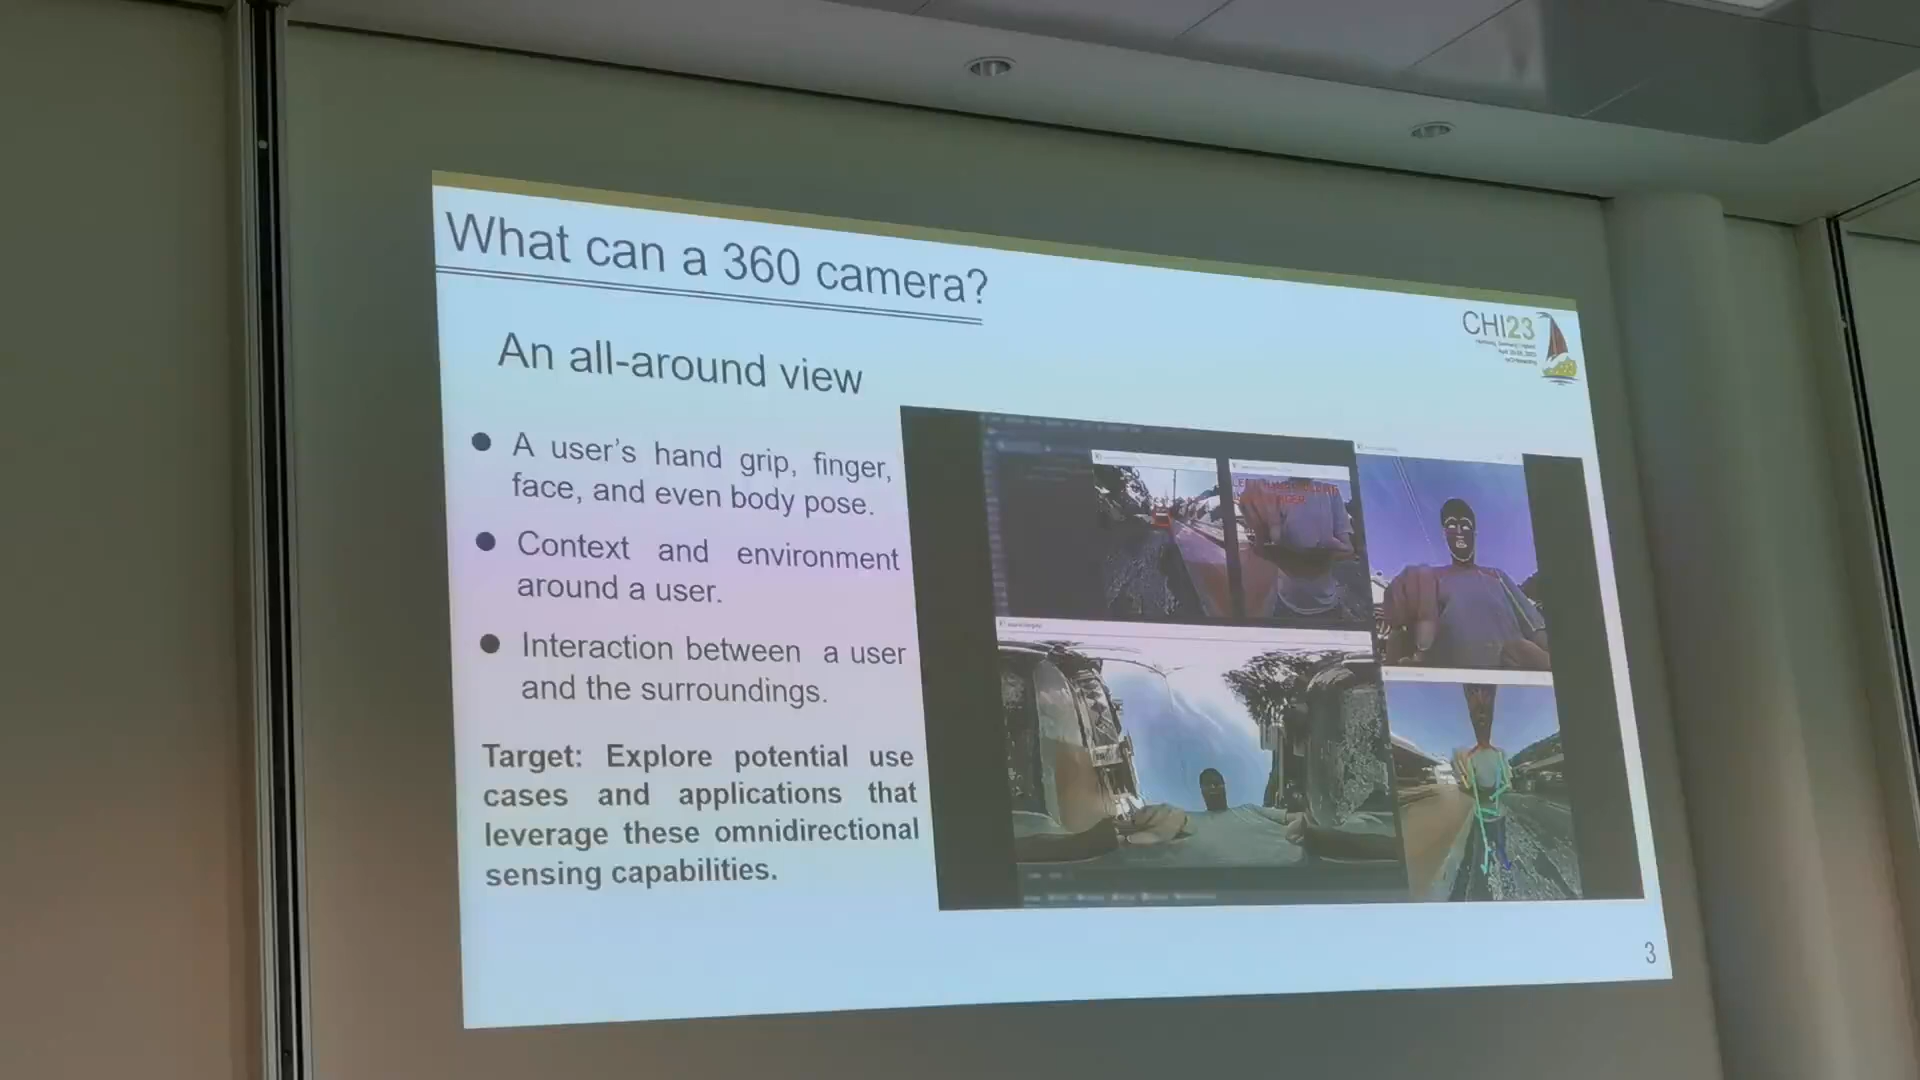 What can a 360 camera?
CHI23
An all-around view
A user's hand grip, finger,
face, and even body pose.
Context and environment
around a user.
Interaction between a user
and the surroundings.
Target: Explore potential use
cases and applications that
leverage these omnidirectional
sensing capabilities.
3